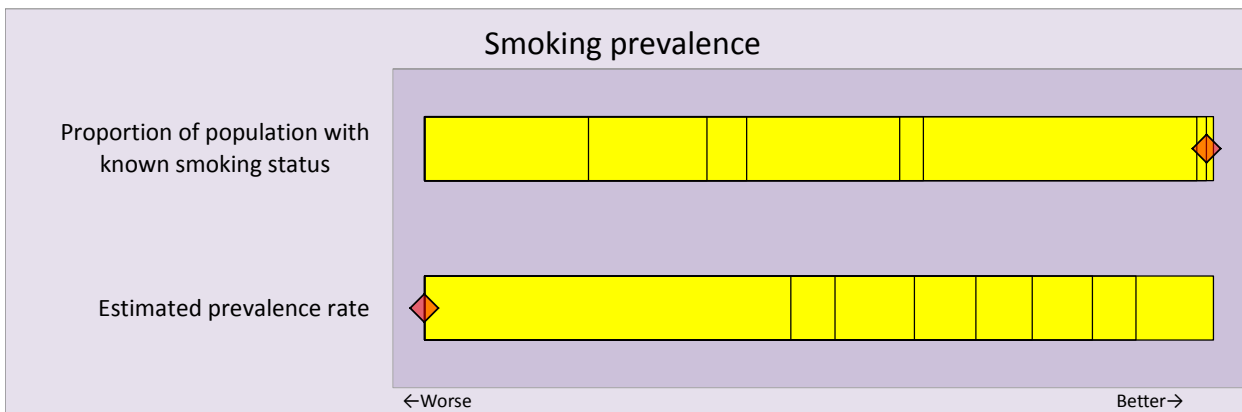 Smoking prevalence
Proportion of population with
known smoking status
Estimated prevalence rate
←Worse
Better→